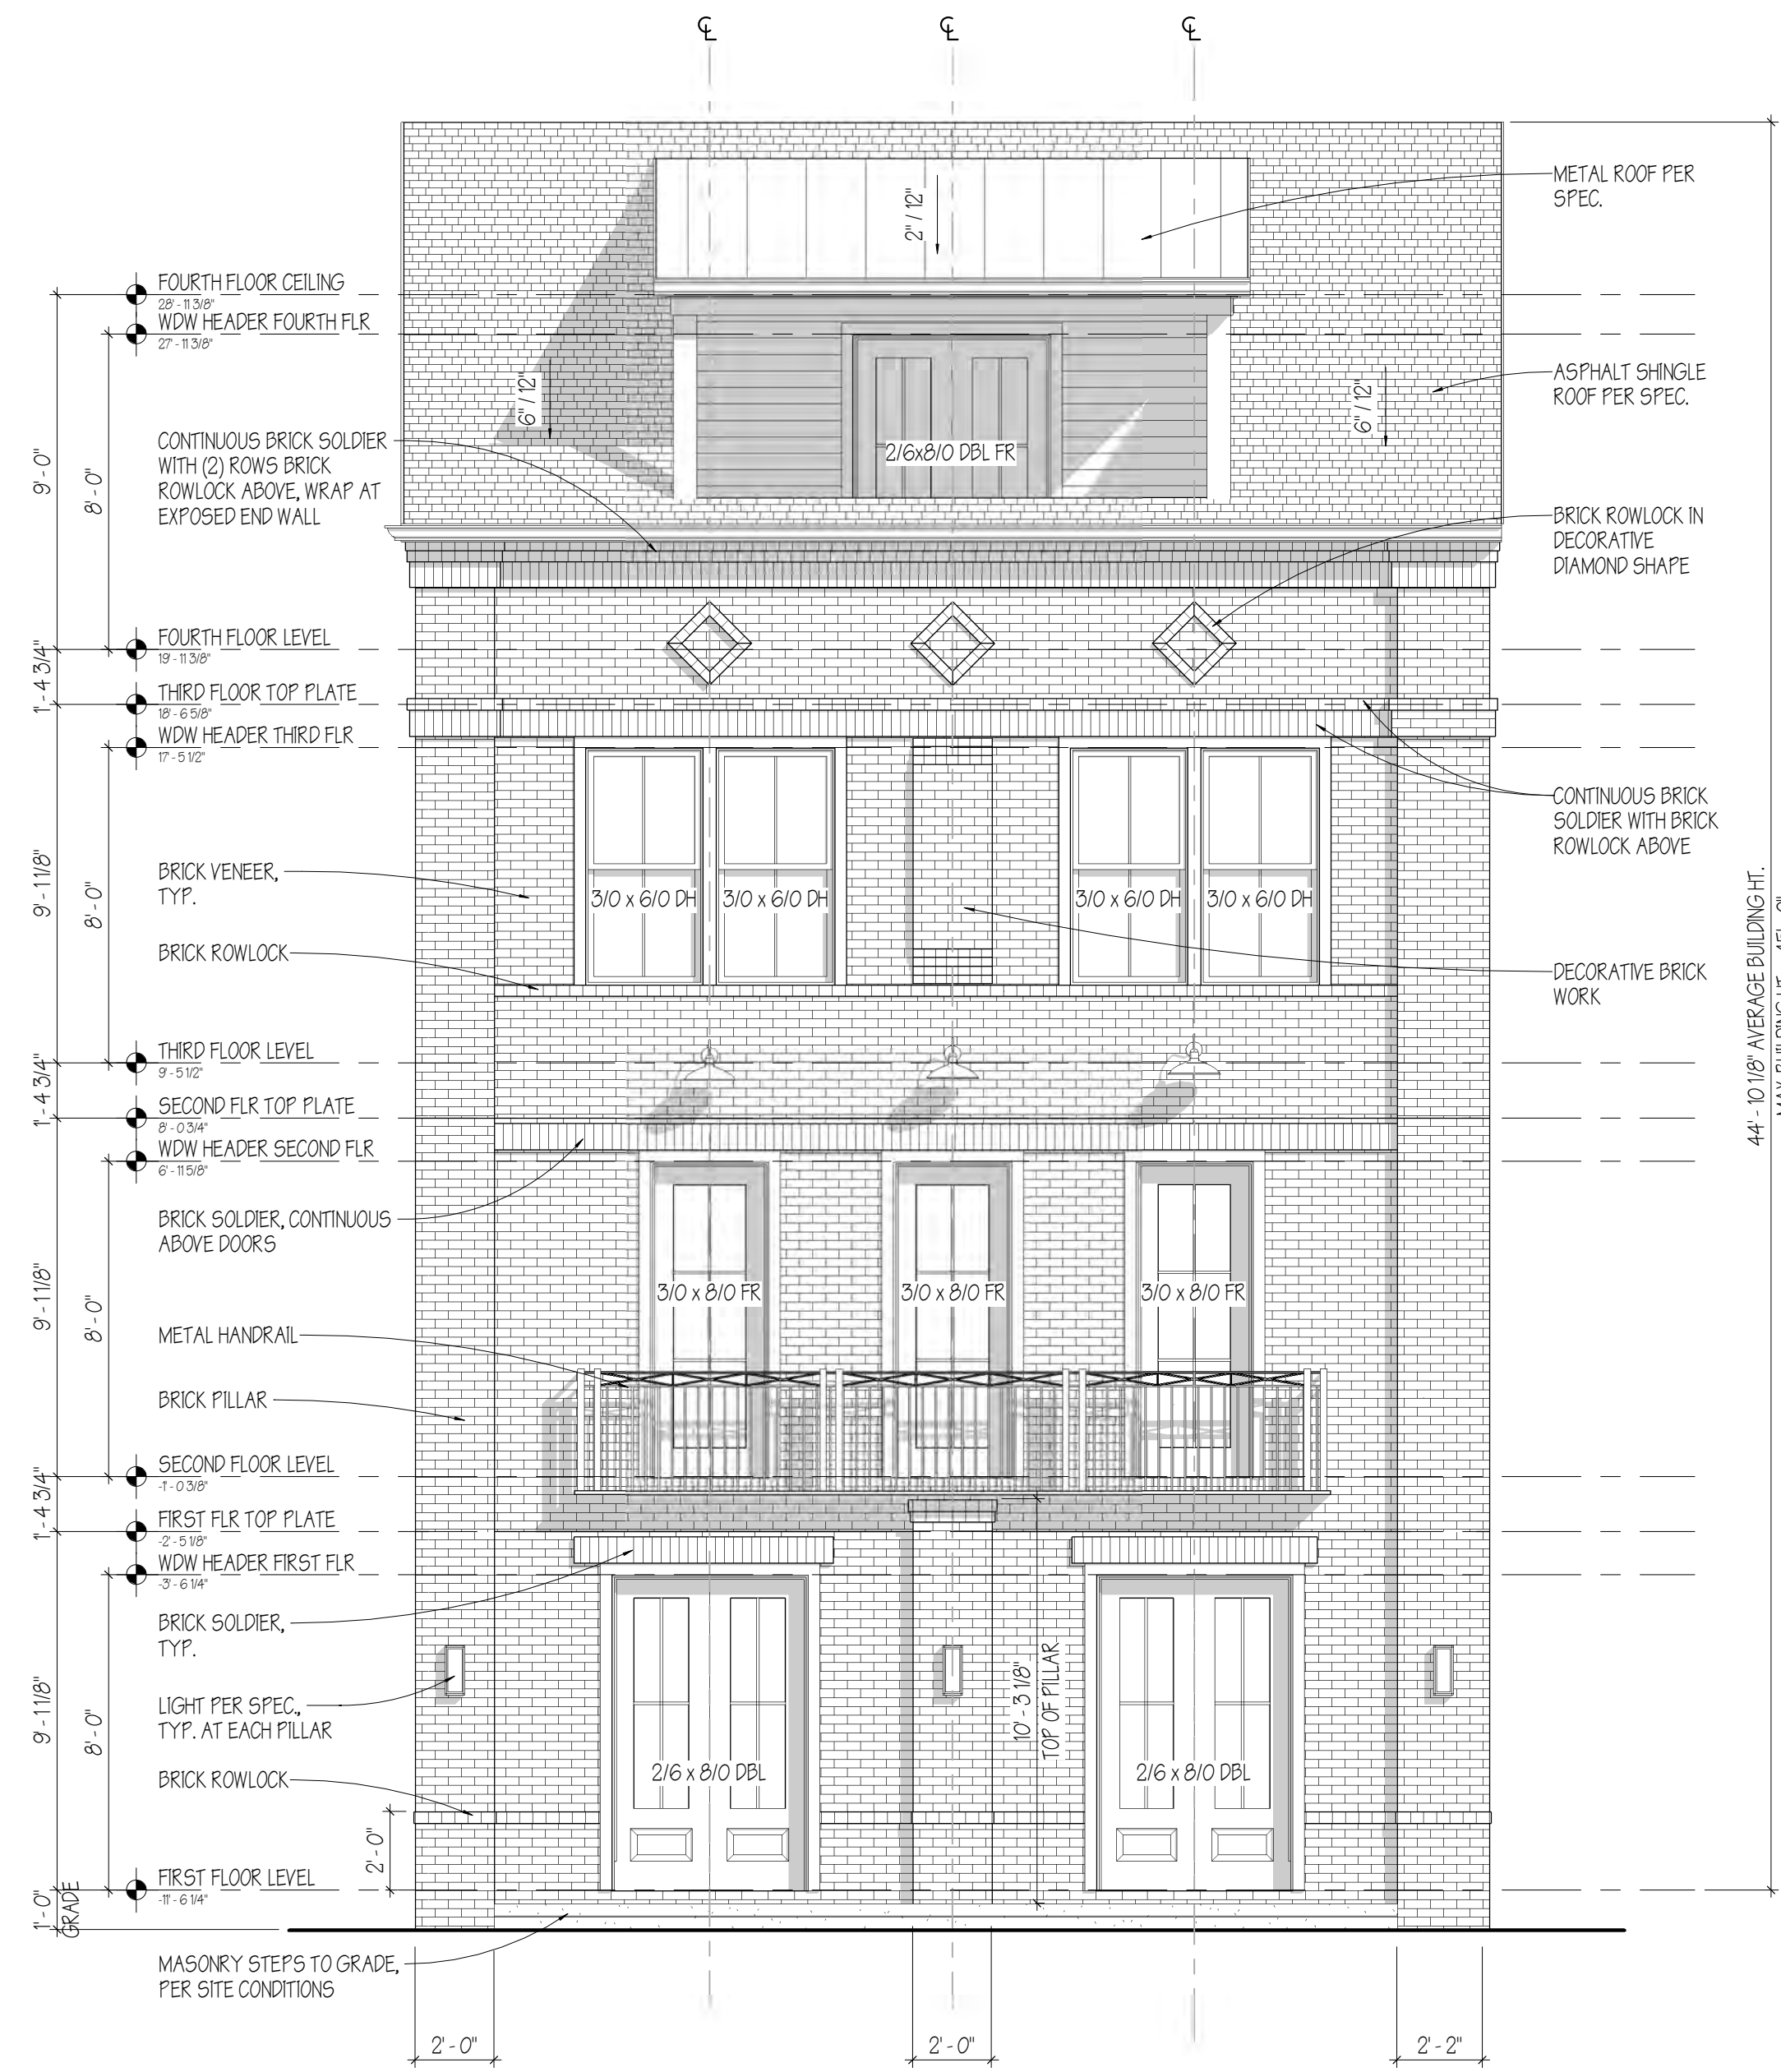 ℄ ℄ ℄
METAL ROOF PER
SPEC.
2" / 12"
FOURTH FLOOR CEILING
28' - 11 3/8"
WDW HEADER FOURTH FLR
27' - 11 3/8"
6" / 12"
6" / 12"
ASPHALT SHINGLE
ROOF PER SPEC.
2/6x8/0 DBL FR
CONTINUOUS BRICK SOLDIER
WITH (2) ROWS BRICK
ROWLOCK ABOVE, WRAP AT
EXPOSED END WALL
9' - 0"
8' - 0"
BRICK ROWLOCK IN
DECORATIVE
DIAMOND SHAPE
FOURTH FLOOR LEVEL
19' - 11 3/8"
1' - 4 3/4"
THIRD FLOOR TOP PLATE
18' - 6 5/8"
WDW HEADER THIRD FLR
17' - 5 1/2"
CONTINUOUS BRICK
SOLDIER WITH BRICK
ROWLOCK ABOVE
BRICK VENEER,
TYP.
9' - 1 1/8"
8' - 0"
3/0 x 6/0 DH 3/0 x 6/0 DH 3/0 x 6/0 DH 3/0 x 6/0 DH
BRICK ROWLOCK
DECORATIVE BRICK
WORK
44' - 10 1/8" AVERAGE BUILDING HT.
THIRD FLOOR LEVEL
9' - 5 1/2"
1' - 4 3/4"
SECOND FLR TOP PLATE
8' - 0 3/4"
WDW HEADER SECOND FLR
6' - 11 5/8"
BRICK SOLDIER, CONTINUOUS
ABOVE DOORS
9' - 1 1/8"
8' - 0"
3/0 x 8/0 FR 3/0 x 8/0 FR 3/0 x 8/0 FR
METAL HANDRAIL
BRICK PILLAR
SECOND FLOOR LEVEL
-1' - 0 3/8"
1' - 4 3/4"
FIRST FLR TOP PLATE
-2' - 5 1/8"
WDW HEADER FIRST FLR
-3' - 6 1/4"
BRICK SOLDIER,
TYP.
10' - 3 1/8"
TOP OF PILLAR
LIGHT PER SPEC.,
TYP. AT EACH PILLAR
9' - 1 1/8"
8' - 0"
2/6 x 8/0 DBL 2/6 x 8/0 DBL
BRICK ROWLOCK
2' - 0"
FIRST FLOOR LEVEL
-11' - 6 1/4"
1' - 0"
GRADE
MASONRY STEPS TO GRADE,
PER SITE CONDITIONS
2' - 0" 2' - 0" 2' - 2"